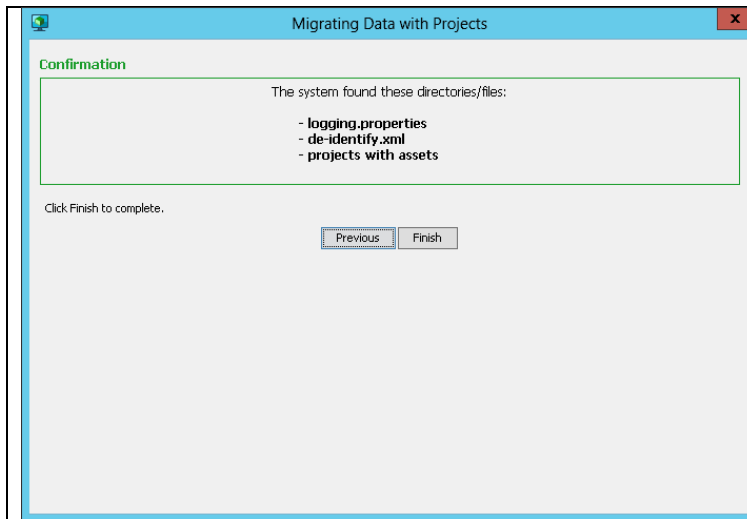 Migrating Data with Projects
x
Confirmation
The system found these directories/files:
- logging.properties
- de-identify.xml
- projects with assets
Click Finish to complete.
Previous Finish